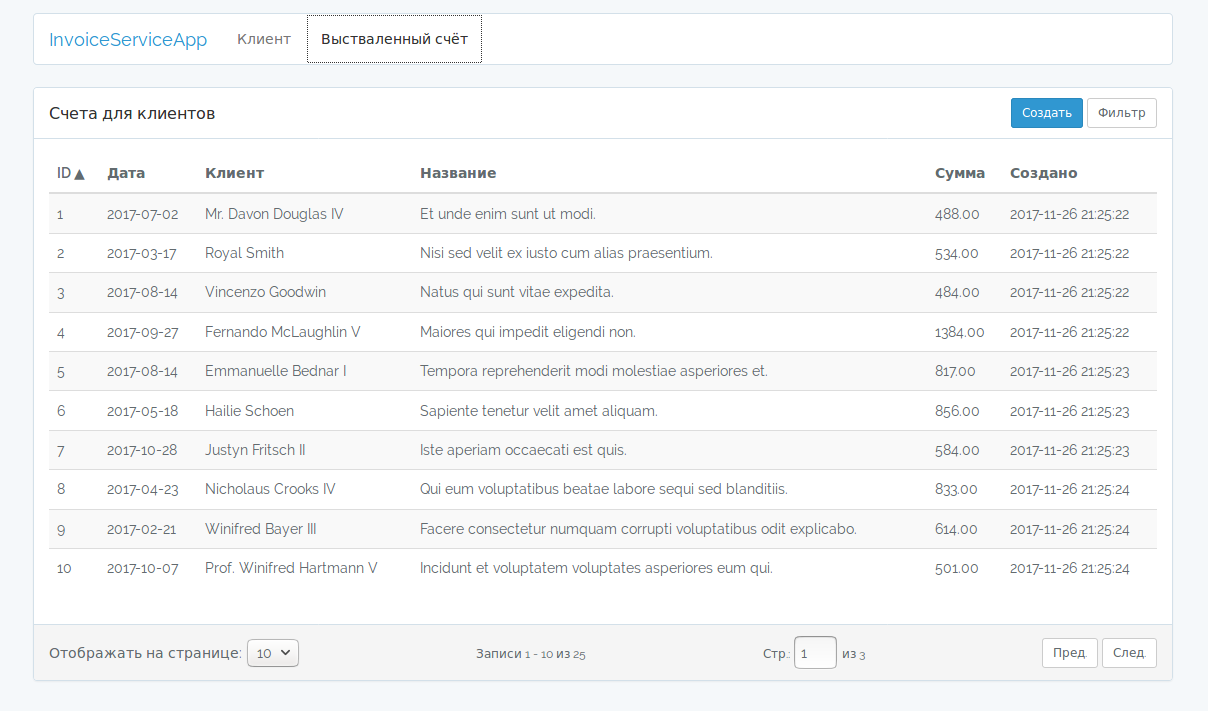 InvoiceServiceApp Клиент Выстваленный счёт
Счета для клиентов Создать Фильтр
ID▲ Дата Клиент Название Сумма Создано
1 2017-07-02 Mr. Davon Douglas IV Et unde enim sunt ut modi. 488.00 2017-11-26 21:25:22
2 2017-03-17 Royal Smith Nisi sed velit ex iusto cum alias praesentium. 534.00 2017-11-26 21:25:22
3 2017-08-14 Vincenzo Goodwin Natus qui sunt vitae expedita. 484.00 2017-11-26 21:25:22
4 2017-09-27 Fernando McLaughlin V Maiores qui impedit eligendi non. 1384.00 2017-11-26 21:25:22
5 2017-08-14 Emmanuelle Bednar I Tempora reprehenderit modi molestiae asperiores et. 817.00 2017-11-26 21:25:23
6 2017-05-18 Hailie Schoen Sapiente tenetur velit amet aliquam. 856.00 2017-11-26 21:25:23
7 2017-10-28 Justyn Fritsch II Iste aperiam occaecati est quis. 584.00 2017-11-26 21:25:23
8 2017-04-23 Nicholaus Crooks IV Qui eum voluptatibus beatae labore sequi sed blanditiis. 833.00 2017-11-26 21:25:24
9 2017-02-21 Winifred Bayer III Facere consectetur numquam corrupti voluptatibus odit explicabo. 614.00 2017-11-26 21:25:24
10 2017-10-07 Prof. Winifred Hartmann V Incidunt et voluptatem voluptates asperiores eum qui. 501.00 2017-11-26 21:25:24
Отображать на странице: 10 Записи 1 - 10 из 25 Стр.: 1 из 3 Пред. След.